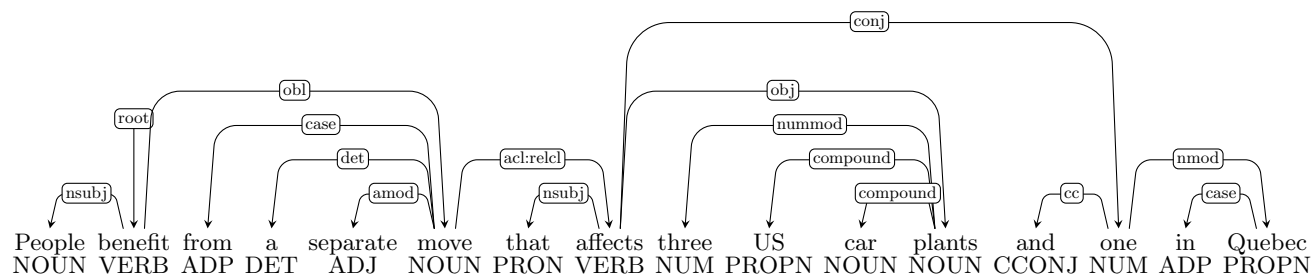 conj
obl obj
root case nummod
det acl:relcl compound nmod
nsubj amod nsubj compound cc case
People benefit from a separate move that affects three US car plants and one in Quebec
NOUN VERB ADP DET ADJ NOUN PRON VERB NUM PROPN NOUN NOUN CCONJ NUM ADP PROPN